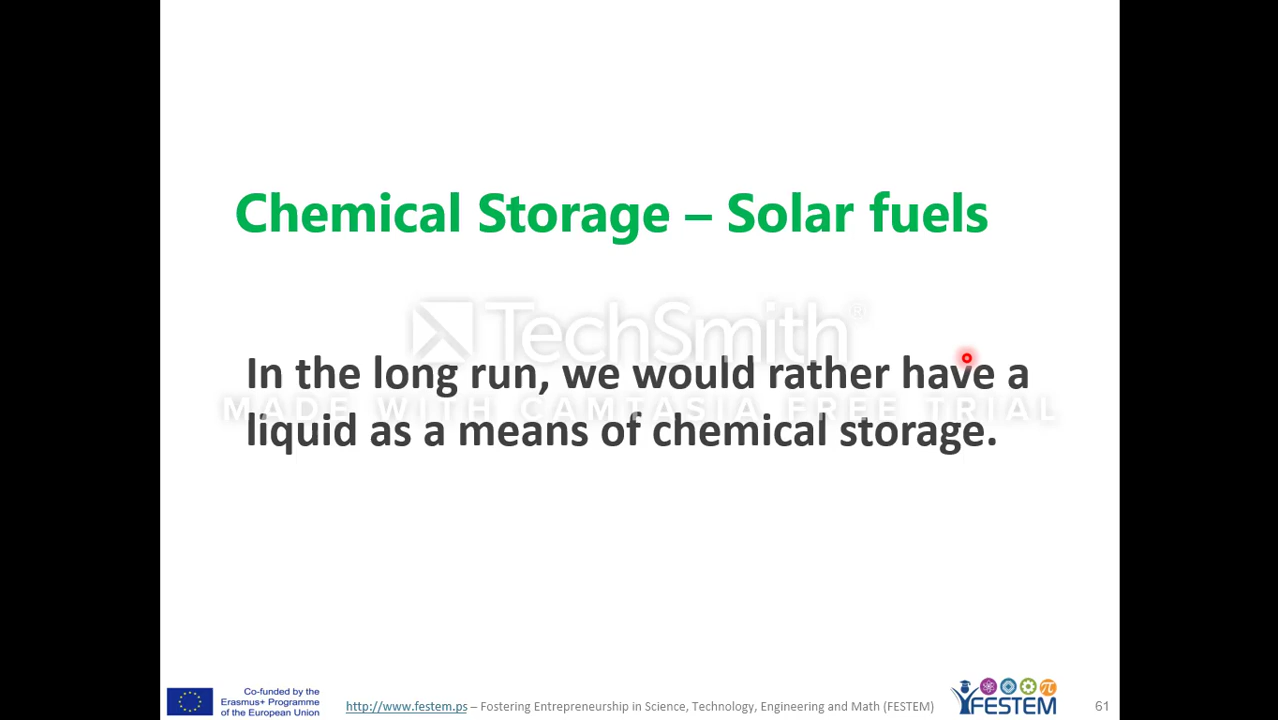 Chemical Storage – Solar fuels
TechSmith®
In the long run, we would rather have a
MADE WITH CAMTASIA FREE TRIAL
liquid as a means of chemical storage.
Co-funded by the
Erasmus+ Programme
of the European Union
http://www.festem.ps – Fostering Entrepreneurship in Science, Technology, Engineering and Math (FESTEM)
FESTEM
61